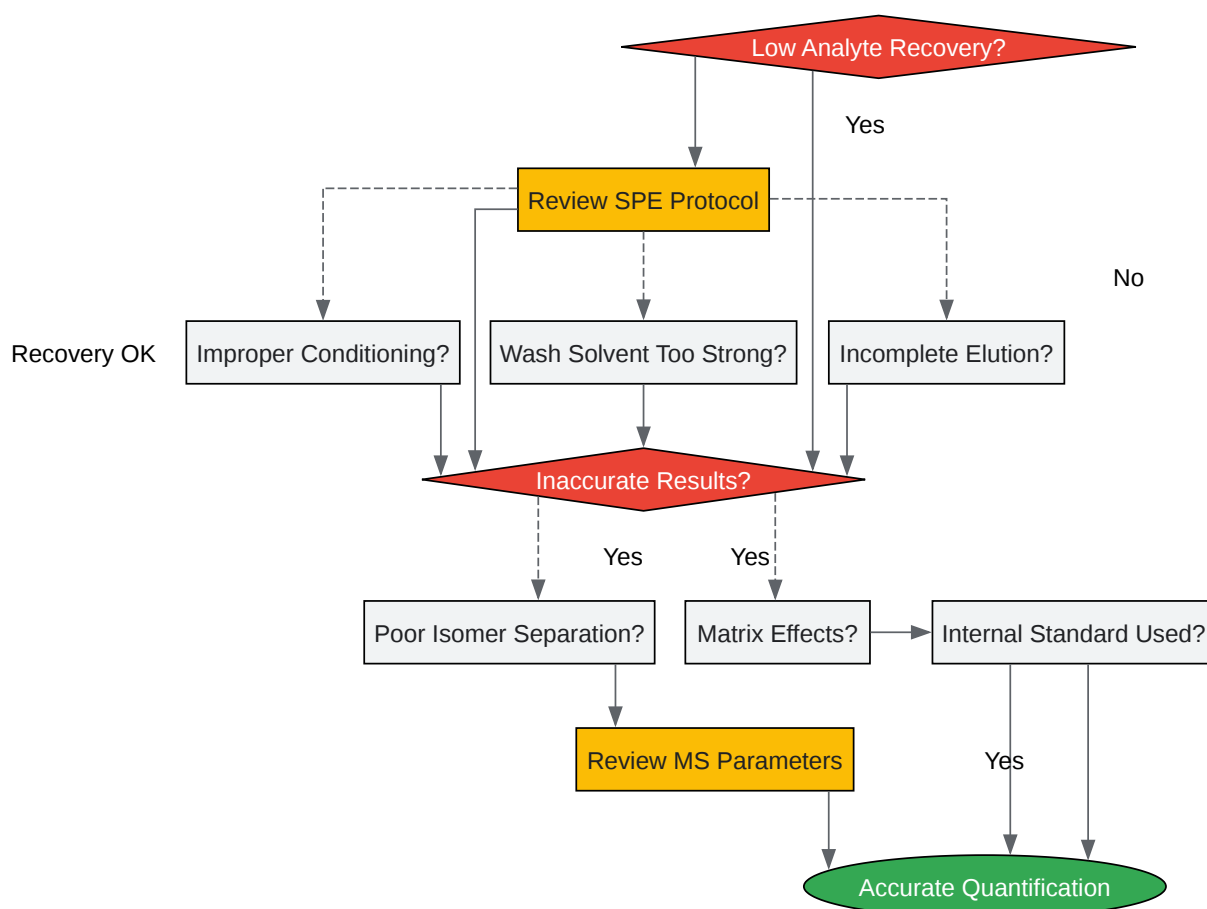 Low Analyte Recovery?
Yes
Review SPE Protocol
No
Recovery OK
Improper Conditioning?
Wash Solvent Too Strong?
Incomplete Elution?
Inaccurate Results?
Yes
Yes
Poor Isomer Separation?
Matrix Effects?
Internal Standard Used?
Review MS Parameters
Yes
Accurate Quantification